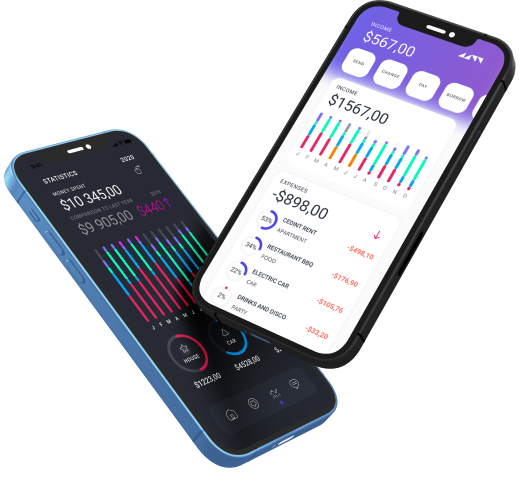 INCOME
$567,00
SEND
CHANGE
PAY
BORROW
INCOME
$1567,00
J F M A M J J A S O N D
EXPENSES
-$898,00
53%
CEDINT RENT
APARTMENT
-$498,10
34%
RESTAURANT BBQ
FOOD
-$176,90
22%
ELECTRIC CAR
CAR
-$105,76
2%
DRINKS AND DISCO
PARTY
-$33,20
STATISTICS
2020
MONEY SPENT
$10 345,00
COMPARISON TO LAST YEAR
2019
$9 905,00
$440↑
J F M A M J J
HOUSE
CAR
$1223,00
$4528,00